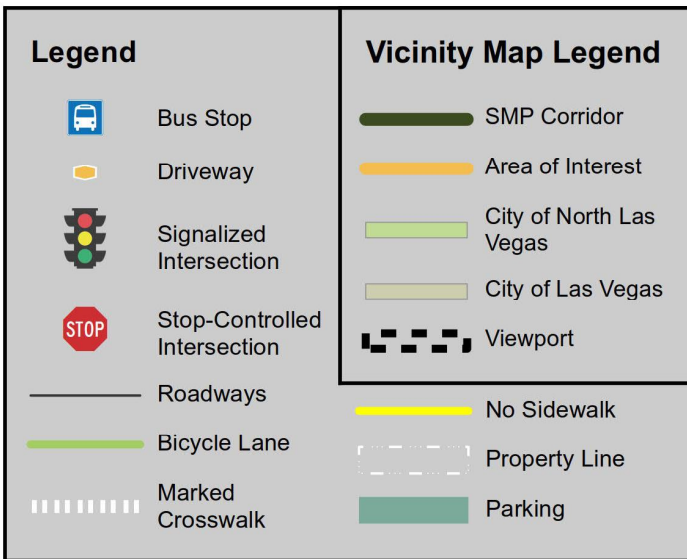 Legend
Bus Stop
Driveway
Signalized
Intersection
STOP
Stop-Controlled
Intersection
Roadways
Bicycle Lane
Marked
Crosswalk
Vicinity Map Legend
SMP Corridor
Area of Interest
City of North Las
Vegas
City of Las Vegas
Viewport
No Sidewalk
Property Line
Parking